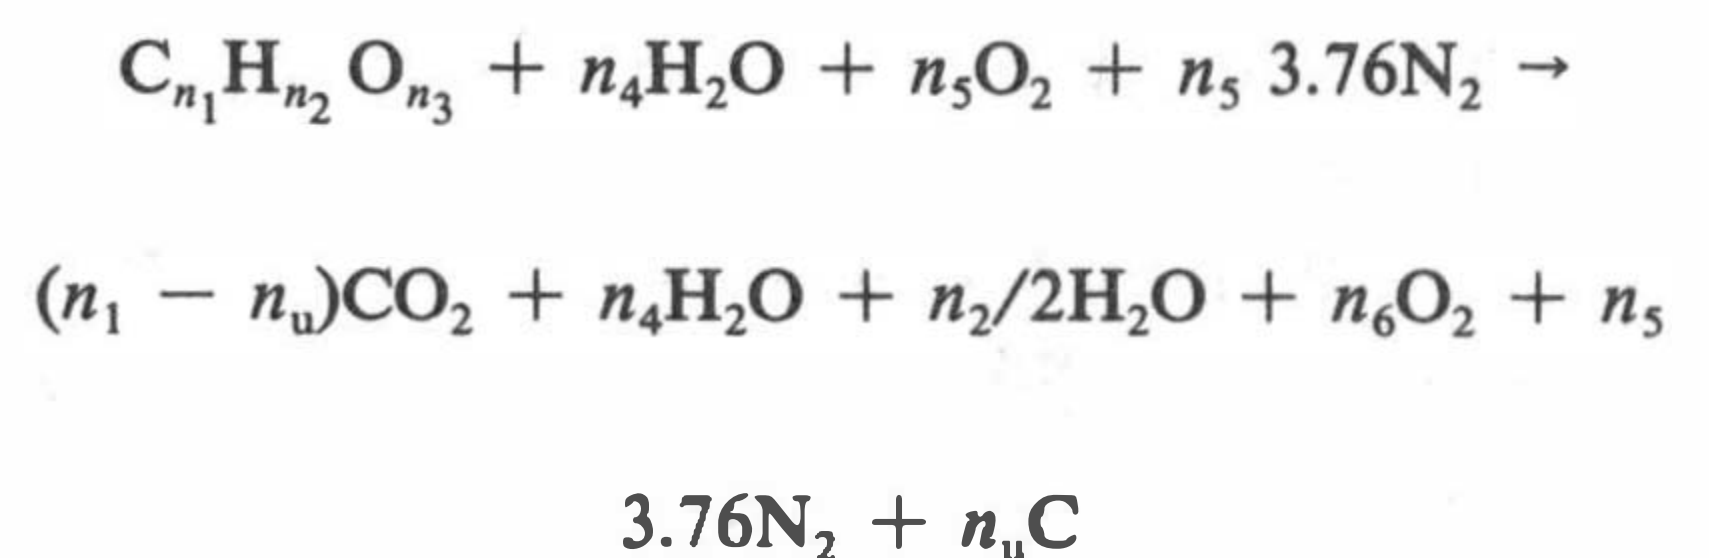 C_{n_1}H_{n_2}O_{n_3} + n_4H_2O + n_5O_2 + n_5 3.76N_2 →
(n_1 − n_u)CO_2 + n_4H_2O + n_2/2H_2O + n_6O_2 + n_5
3.76N_2 + n_uC